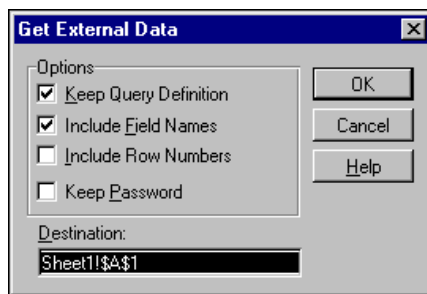 Get External Data
Options
Keep Query Definition
Include Field Names
Include Row Numbers
Keep Password
OK
Cancel
Help
Destination:
Sheet1!$A$1